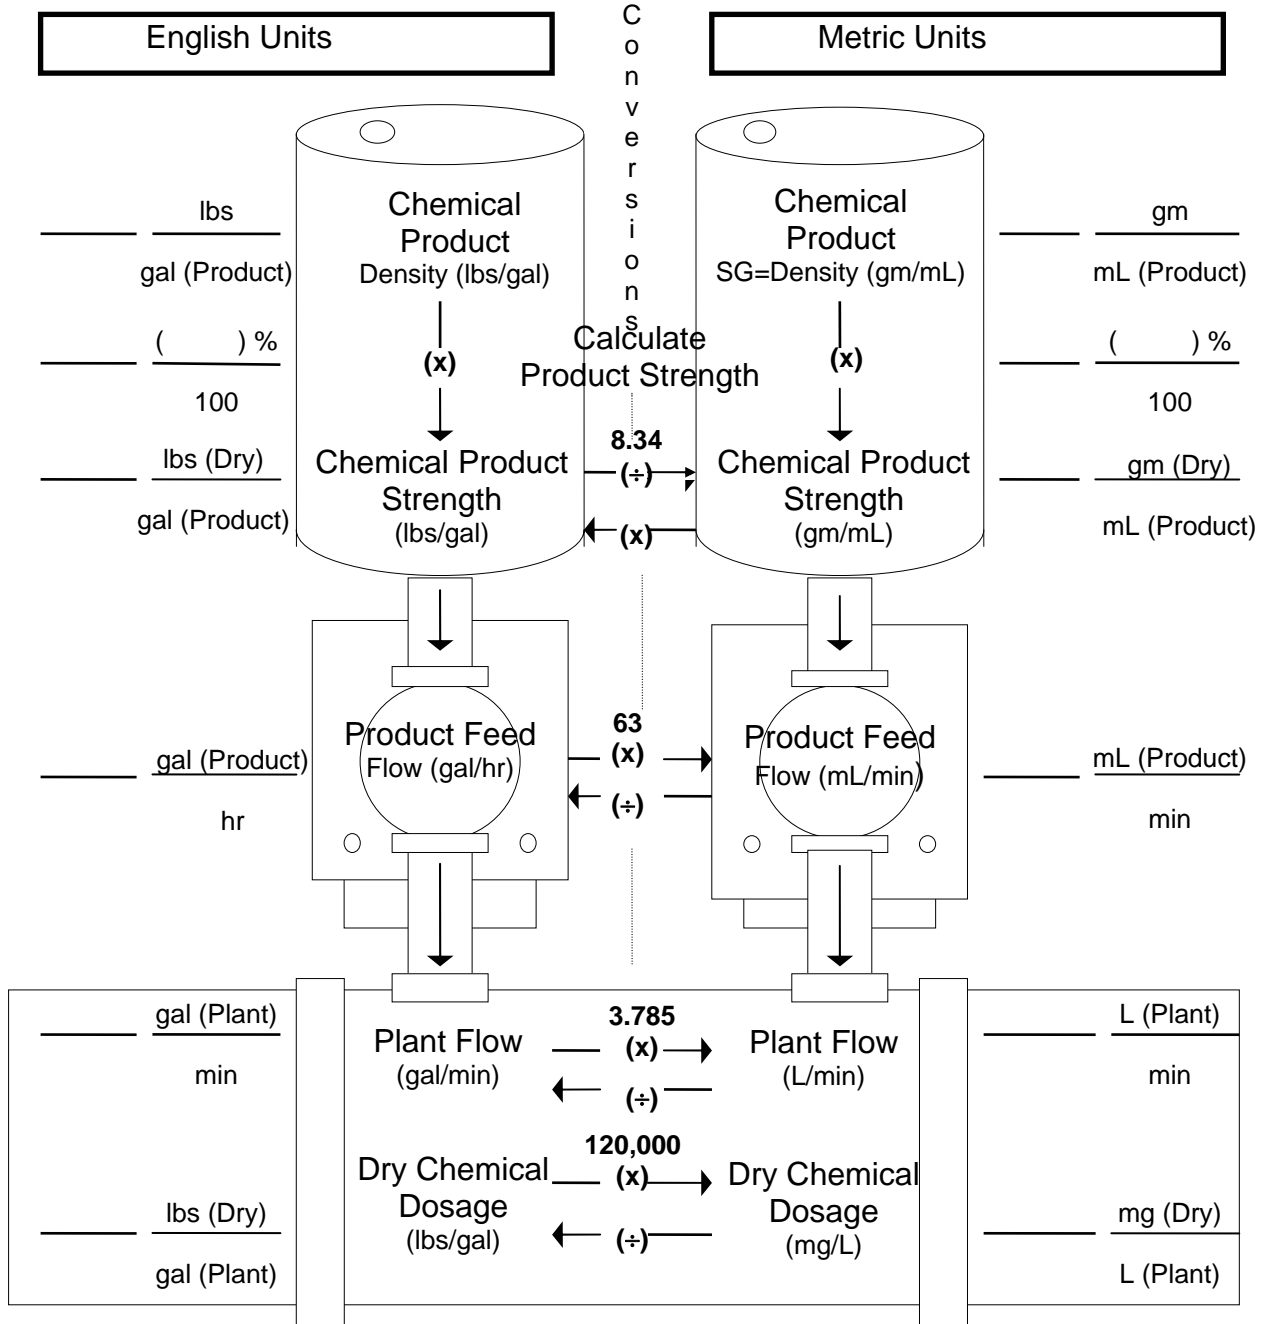 English Units
Conversions
Metric Units
lbs
gal (Product)
Chemical
Product
Density (lbs/gal)
Chemical
Product
SG=Density (gm/mL)
gm
mL (Product)
( ) %
100
(x)
Calculate
Product Strength
(x)
( ) %
100
lbs (Dry)
gal (Product)
Chemical Product
Strength
(lbs/gal)
8.34
(÷)
(x)
Chemical Product
Strength
(gm/mL)
gm (Dry)
mL (Product)
gal (Product)
hr
Product Feed
Flow (gal/hr)
63
(x)
(÷)
Product Feed
Flow (mL/min)
mL (Product)
min
gal (Plant)
min
Plant Flow
(gal/min)
3.785
(x)
(÷)
Plant Flow
(L/min)
L (Plant)
min
lbs (Dry)
gal (Plant)
Dry Chemical
Dosage
(lbs/gal)
120,000
(x)
(÷)
Dry Chemical
Dosage
(mg/L)
mg (Dry)
L (Plant)